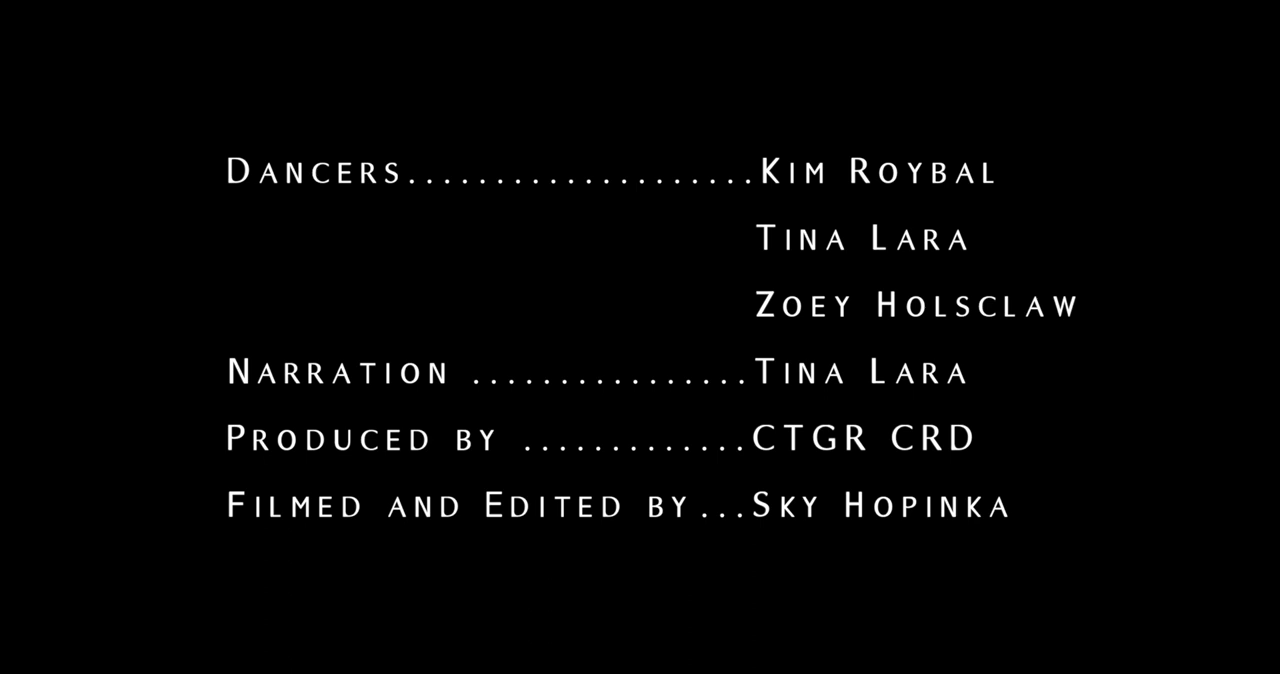 Dancers....................Kim Roybal
Tina Lara
Zoey Holsclaw
Narration ................Tina Lara
Produced by .............CTGR CRD
Filmed and Edited by...Sky Hopinka